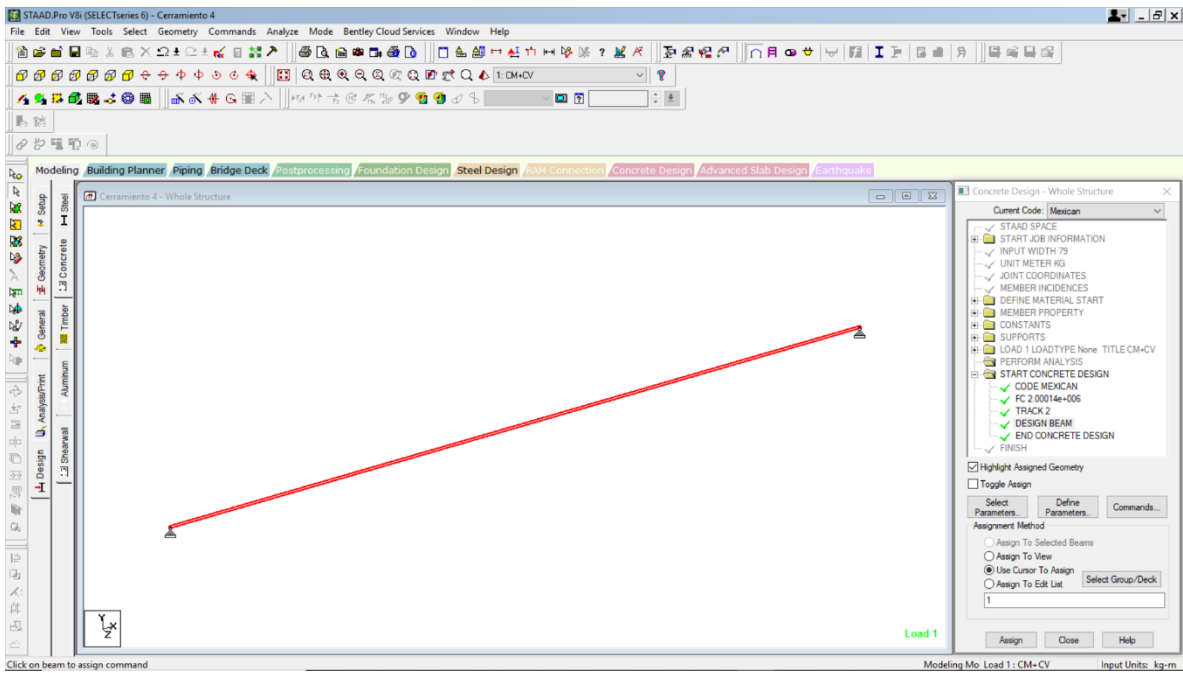 STAAD.Pro V8i (SELECTseries 6) - Cerramiento 4
File Edit View Tools Select Geometry Commands Analyze Mode Bentley Cloud Services Window Help
1: CM+CV
Modeling Building Planner Piping Bridge Deck Postprocessing Foundation Design Steel Design RAM Connection Concrete Design Advanced Slab Design Earthquake
Setup
Geometry
General
Analysis/Print
Design
Steel
Concrete
Timber
Aluminum
Shearwall
Cerramiento 4 - Whole Structure
Y
X
Z
Load 1
Concrete Design - Whole Structure
Current Code: Mexican
STAAD SPACE
START JOB INFORMATION
INPUT WIDTH 79
UNIT METER KG
JOINT COORDINATES
MEMBER INCIDENCES
DEFINE MATERIAL START
MEMBER PROPERTY
CONSTANTS
SUPPORTS
LOAD 1 LOADTYPE None TITLE CM+CV
PERFORM ANALYSIS
START CONCRETE DESIGN
CODE MEXICAN
FC 2.00014e+006
TRACK 2
DESIGN BEAM
END CONCRETE DESIGN
FINISH
Highlight Assigned Geometry
Toggle Assign
Select Parameters..
Define Parameters..
Commands...
Assignment Method
Assign To Selected Beams
Assign To View
Use Cursor To Assign
Assign To Edit List
Select Group/Deck
1
Assign Close Help
Click on beam to assign command
Modeling Mo Load 1 : CM+CV Input Units: kg-m